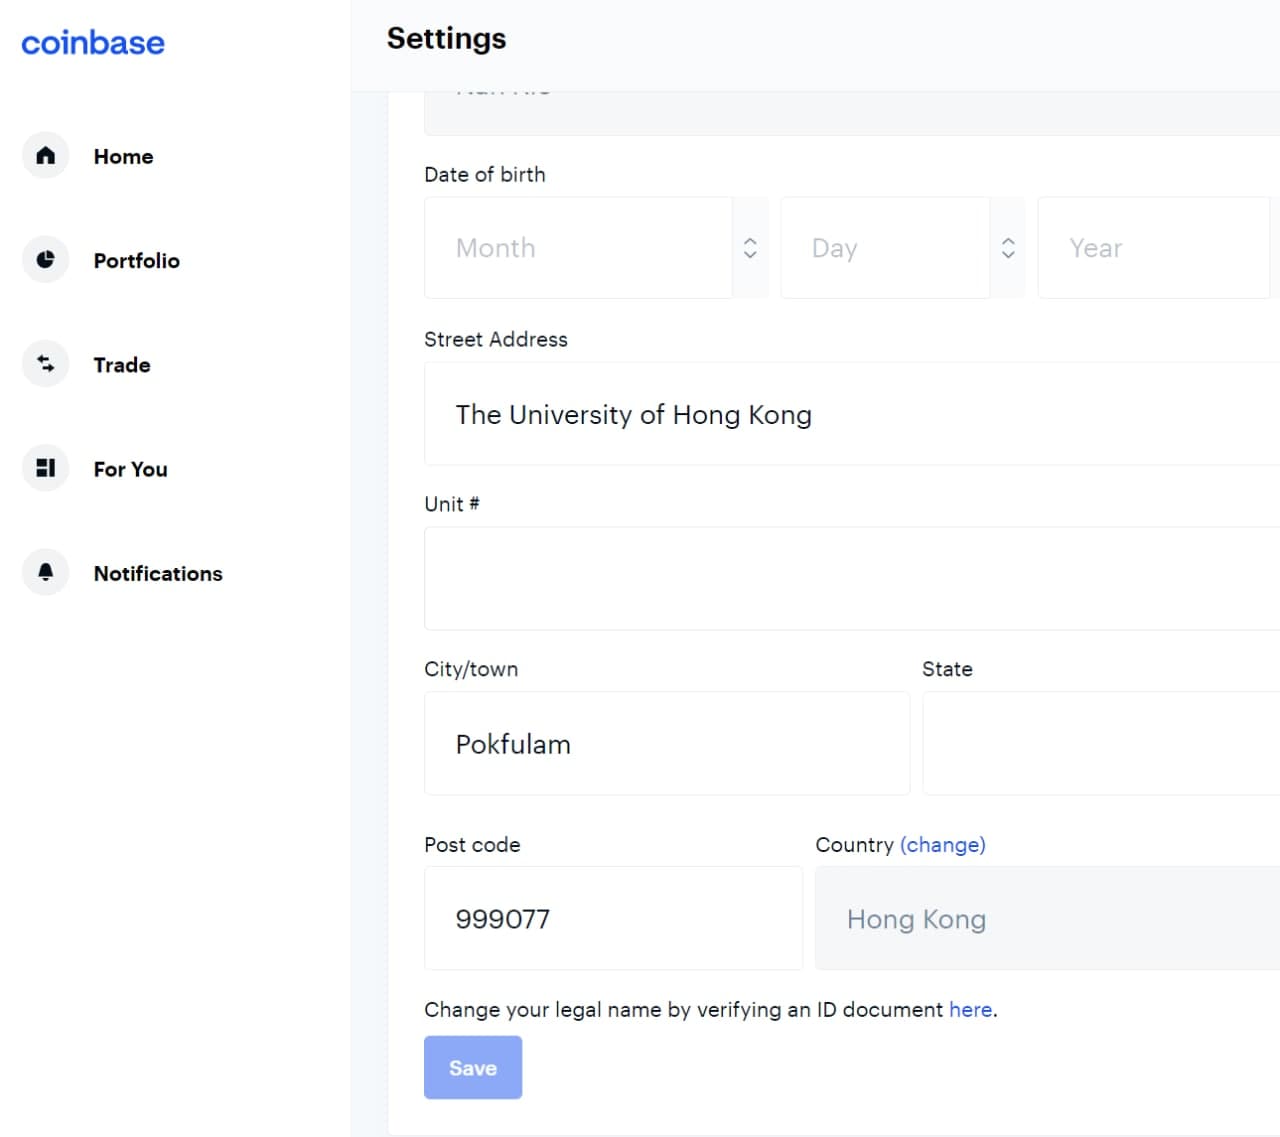 coinbase
Settings
Home
Portfolio
Trade
For You
Notifications
Date of birth
Month
Day
Year
Street Address
The University of Hong Kong
Unit #
City/town
State
Pokfulam
Post code
Country (change)
999077
Hong Kong
Change your legal name by verifying an ID document here.
Save